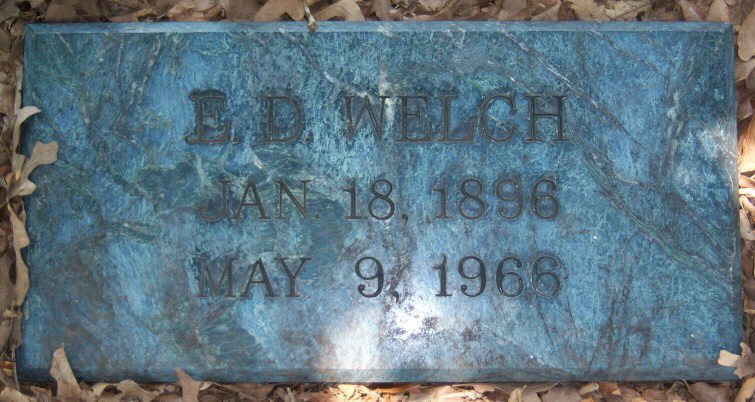 E. D. WELCH
JAN. 18, 1896
MAY 9, 1966